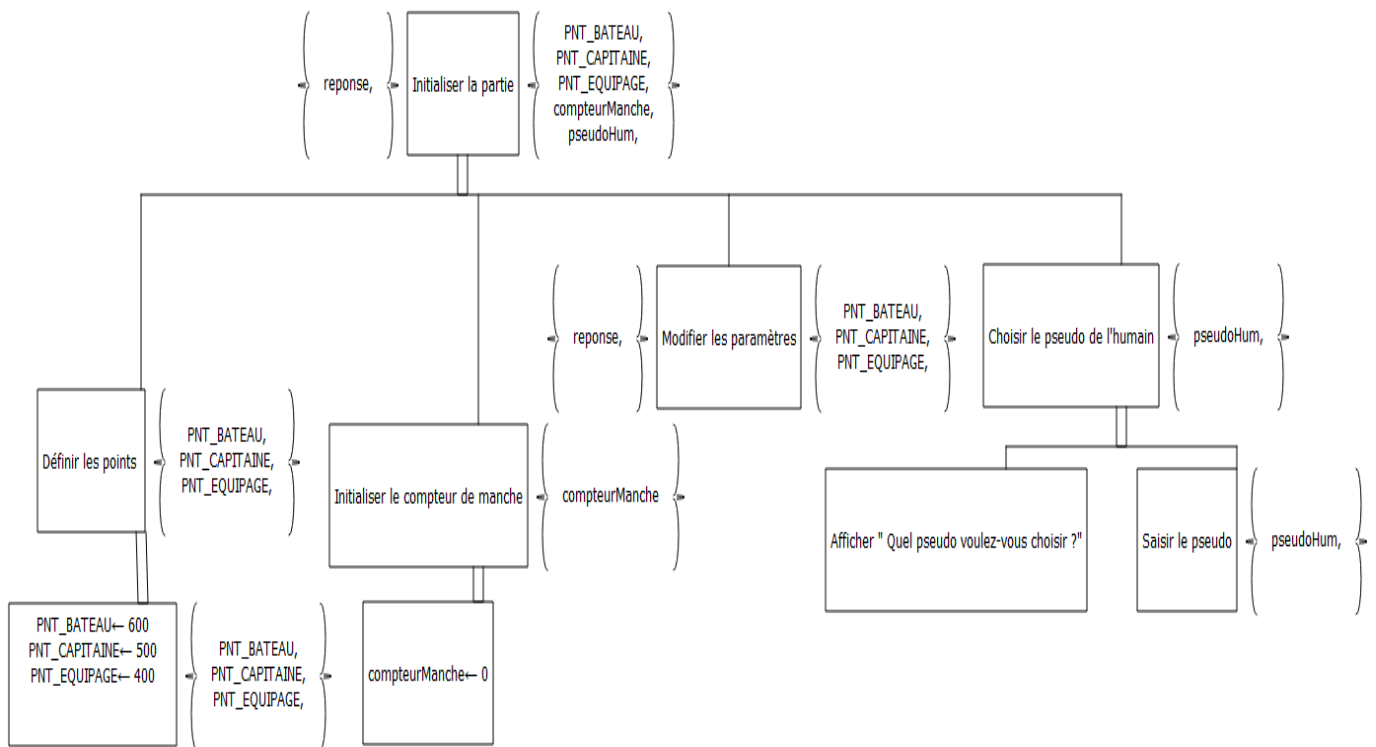 reponse,
Initialiser la partie
PNT_BATEAU,
PNT_CAPITAINE,
PNT_EQUIPAGE,
compteurManche,
pseudoHum,
reponse,
Modifier les paramètres
PNT_BATEAU,
PNT_CAPITAINE,
PNT_EQUIPAGE,
Choisir le pseudo de l'humain
pseudoHum,
Définir les points
PNT_BATEAU,
PNT_CAPITAINE,
PNT_EQUIPAGE,
Initialiser le compteur de manche
compteurManche
Afficher " Quel pseudo voulez-vous choisir ?"
Saisir le pseudo
pseudoHum,
PNT_BATEAU← 600
PNT_CAPITAINE← 500
PNT_EQUIPAGE← 400
PNT_BATEAU,
PNT_CAPITAINE,
PNT_EQUIPAGE,
compteurManche← 0